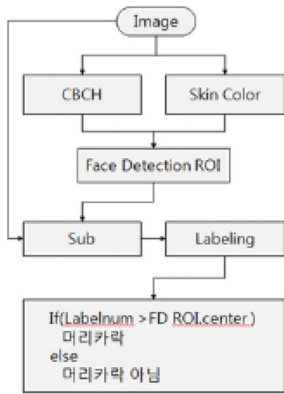 Image
CBCH
Skin Color
Face Detection ROI
Sub
Labeling
If(Labelnum >FD ROI.center )
머리카락
else
머리카락 아님